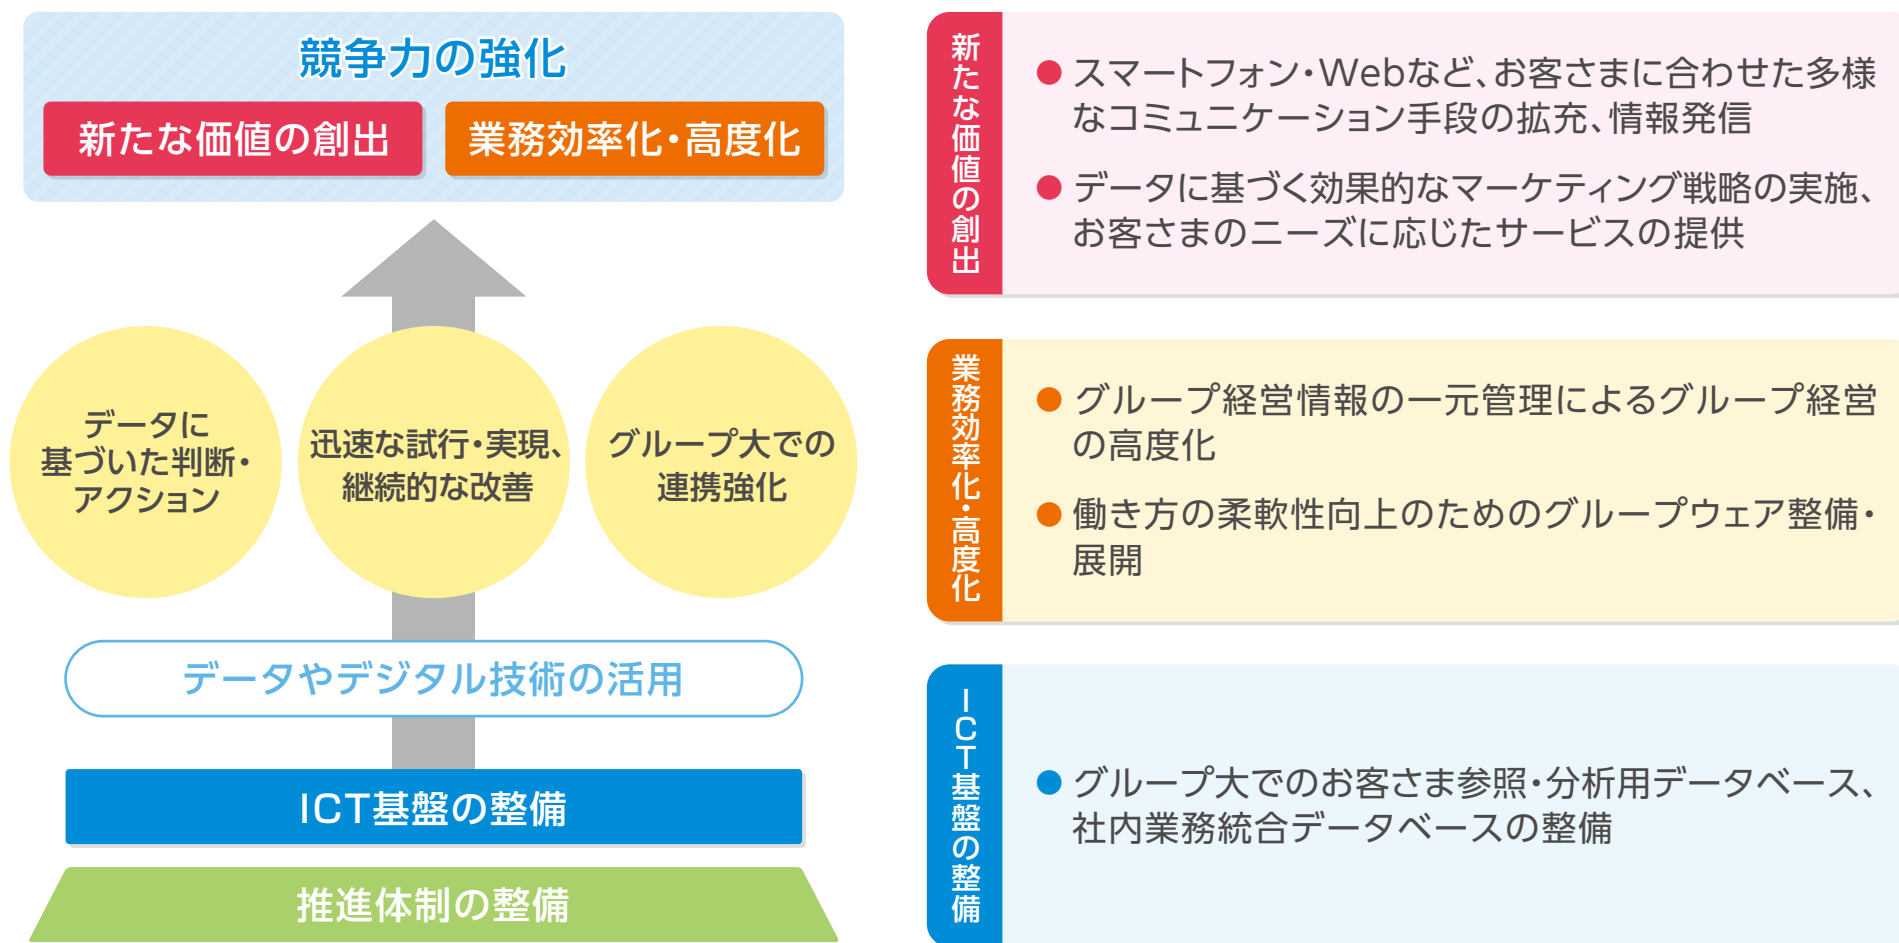 競争力の強化
新たな価値の創出
業務効率化・高度化
データに
基づいた判断・
アクション
迅速な試行・実現、
継続的な改善
グループ大での
連携強化
データやデジタル技術の活用
ICT基盤の整備
推進体制の整備
新たな価値の創出
● スマートフォン・Webなど、お客さまに合わせた多様
なコミュニケーション手段の拡充、情報発信
● データに基づく効果的なマーケティング戦略の実施、
お客さまのニーズに応じたサービスの提供
業務効率化・高度化
● グループ経営情報の一元管理によるグループ経営
の高度化
● 働き方の柔軟性向上のためのグループウェア整備・
展開
ICT基盤の整備
● グループ大でのお客さま参照・分析用データベース、
社内業務統合データベースの整備